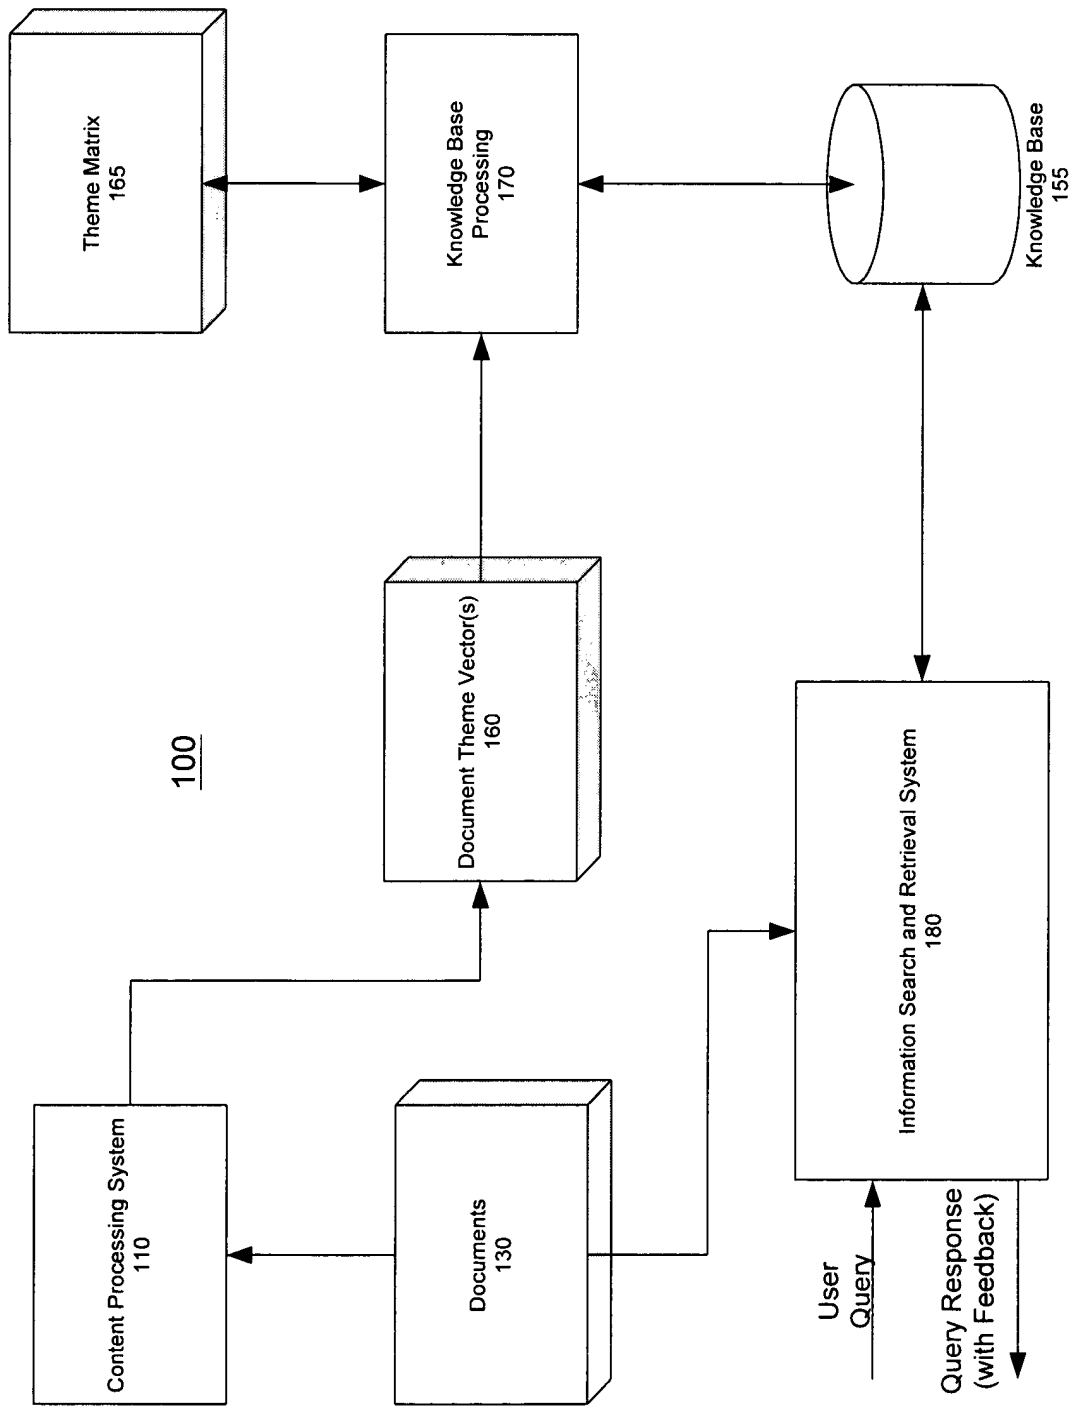 100
Content Processing System
110
Documents
130
Document Theme Vector(s)
160
Theme Matrix
165
Knowledge Base
Processing
170
User
Query
Query Response
(with Feedback)
Information Search and Retrieval System
180
Knowledge Base
155